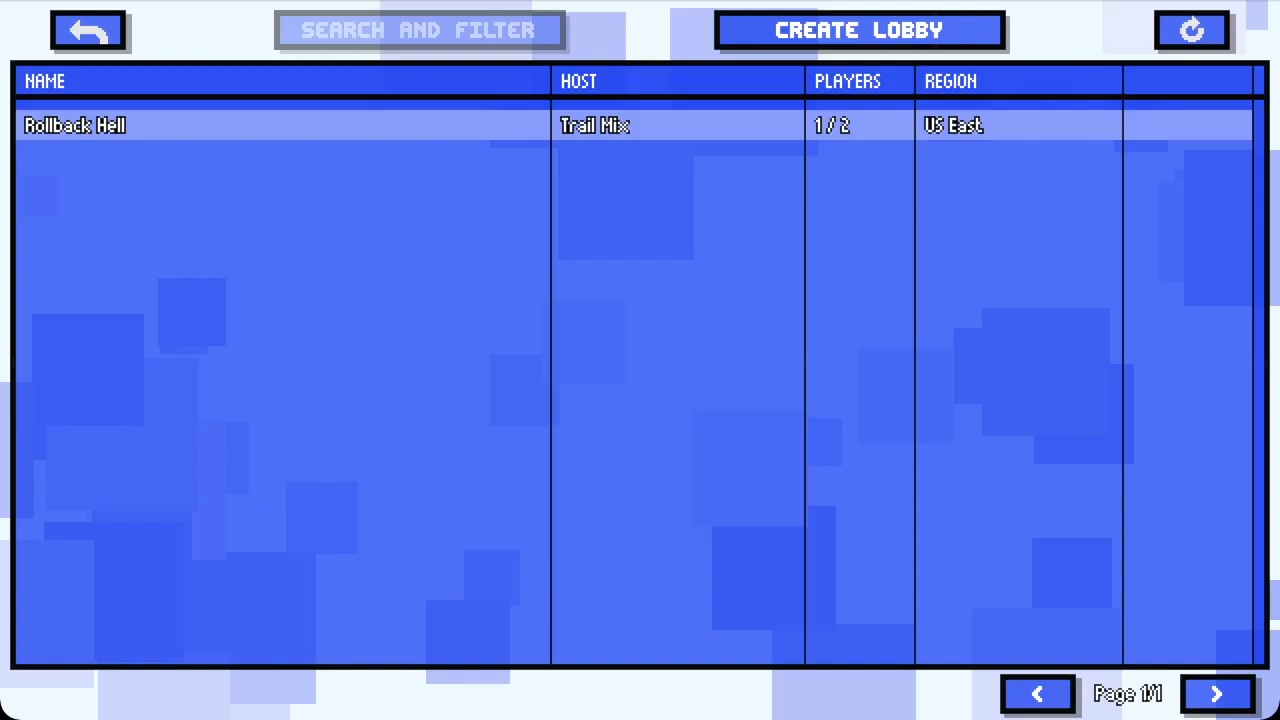 SEARCH AND FILTER CREATE LOBBY
NAME HOST PLAYERS REGION
Rollback Hell Trail Mix 1 / 2 US East
Page 1/1